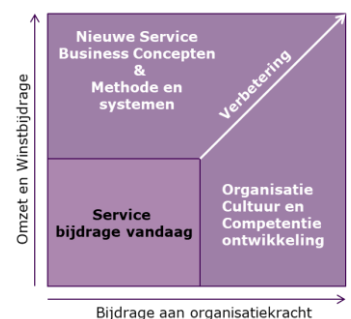 Nieuwe Service
Business Concepten
&
Methode en
systemen
Verbetering
Omzet en Winstbijdrage
Service
bijdrage vandaag
Organisatie
Cultuur en
Competentie
ontwikkeling
Bijdrage aan organisatiekracht